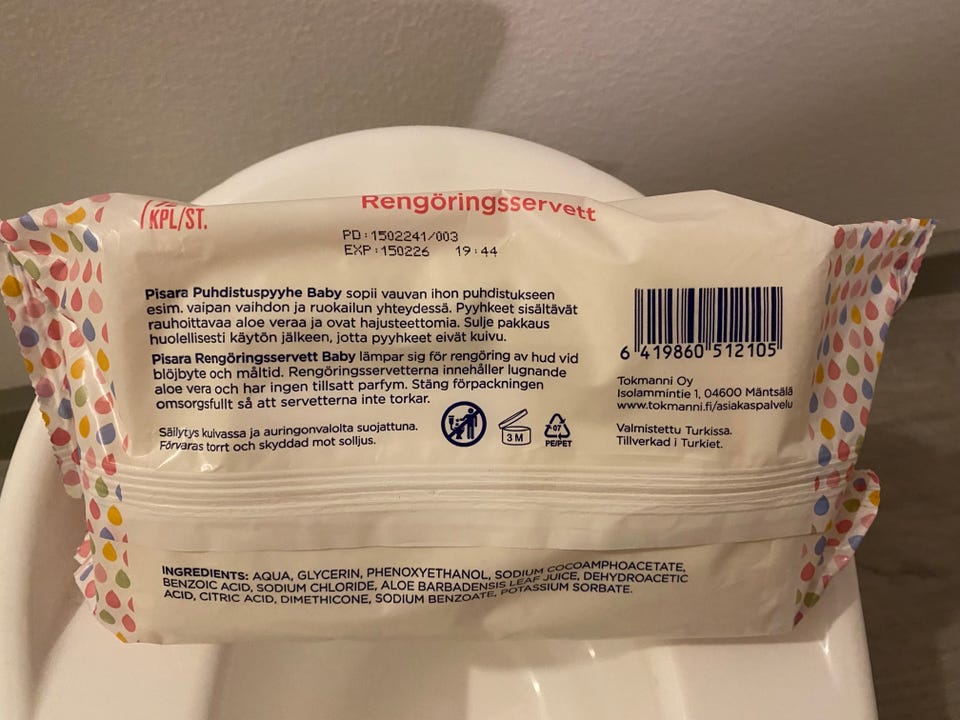 KPL/ST.
Rengöringsservett
PD:1502241/003
EXP:150226 19:44
Pisara Puhdistuspyyhe Baby sopii vauvan ihon puhdistukseen
esim. vaipan vaihdon ja ruokailun yhteydessä. Pyyhkeet sisältävät
rauhoittavaa aloe veraa ja ovat hajusteettomia. Sulje pakkaus
huolellisesti käytön jälkeen, jotta pyyhkeet eivät kuivu.
Pisara Rengöringsservett Baby lämpar sig för rengöring av hud vid
blöjbyte och måltid. Rengöringsservetterna innehåller lugnande
aloe vera och har ingen tillsatt parfym. Stäng förpackningen
omsorgsfullt så att servetterna inte torkar.
Säilytys kuivassa ja auringonvalolta suojattuna.
Förvaras torrt och skyddad mot solljus.
3 M
07
PE/PET
6 419860 512105
Tokmanni Oy
Isolammintie 1, 04600 Mäntsälä
www.tokmanni.fi/asiakaspalvelu
Valmistettu Turkissa.
Tillverkad i Turkiet.
INGREDIENTS: AQUA, GLYCERIN, PHENOXYETHANOL, SODIUM COCOAMPHOACETATE,
BENZOIC ACID, SODIUM CHLORIDE, ALOE BARBADENSIS LEAF JUICE, DEHYDROACETIC
ACID, CITRIC ACID, DIMETHICONE, SODIUM BENZOATE, POTASSIUM SORBATE.